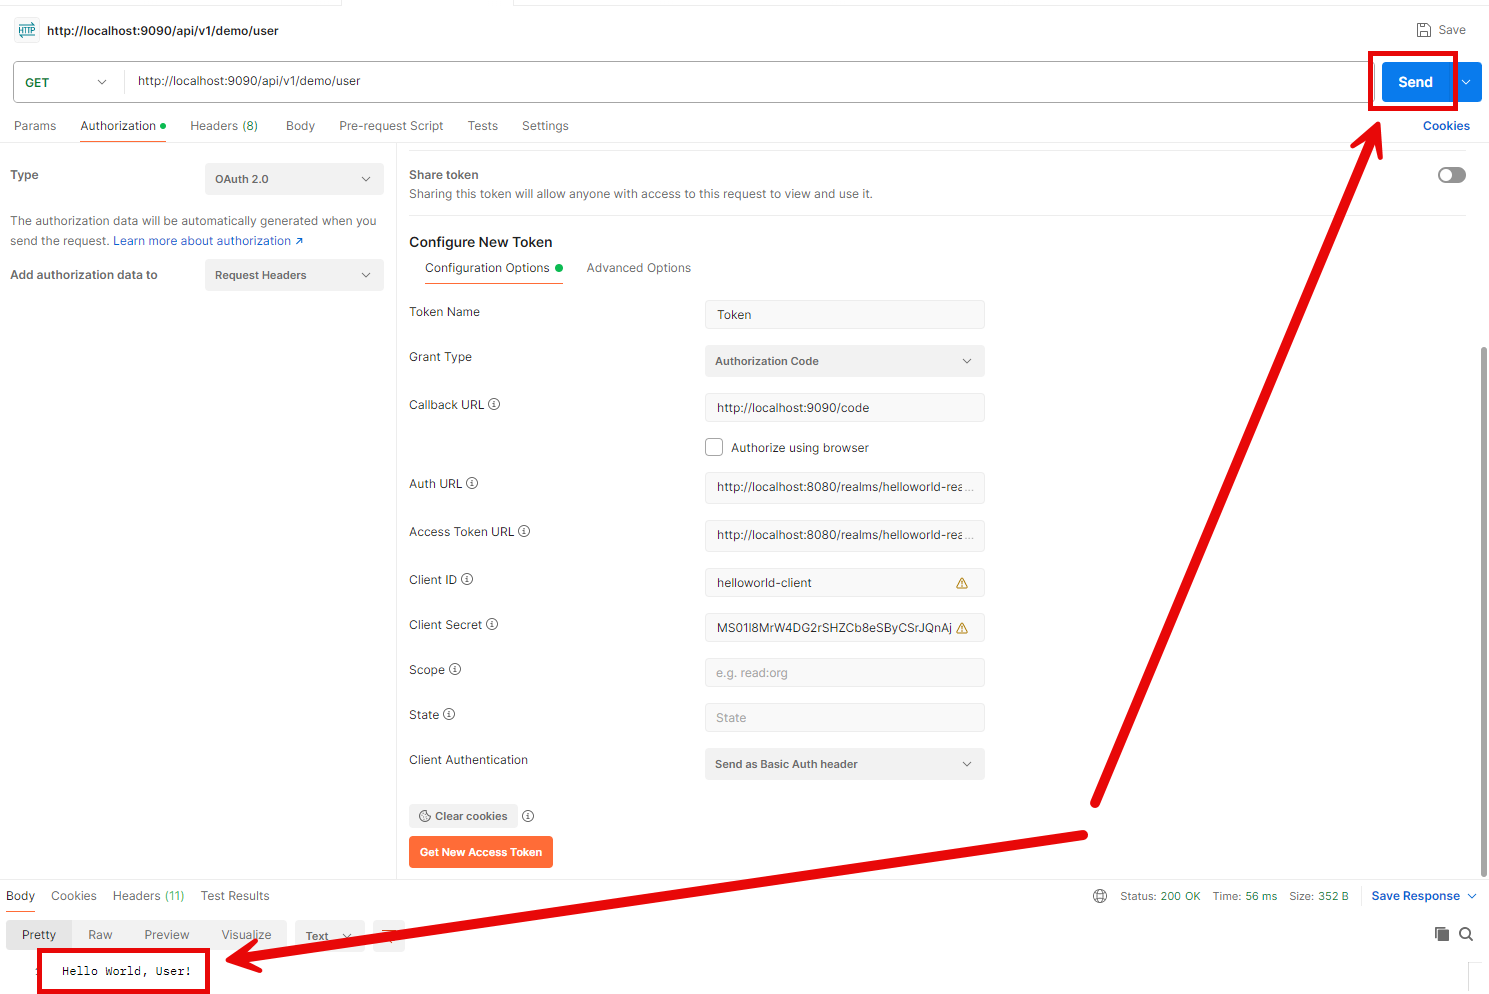 HTTP http://localhost:9090/api/v1/demo/user Save
GET http://localhost:9090/api/v1/demo/user Send
Params Authorization Headers (8) Body Pre-request Script Tests Settings Cookies
Type OAuth 2.0
The authorization data will be automatically generated when you
send the request. Learn more about authorization ↗
Add authorization data to Request Headers
Share token
Sharing this token will allow anyone with access to this request to view and use it.
Configure New Token
Configuration Options Advanced Options
Token Name Token
Grant Type Authorization Code
Callback URL http://localhost:9090/code
Authorize using browser
Auth URL http://localhost:8080/realms/helloworld-rea...
Access Token URL http://localhost:8080/realms/helloworld-rea...
Client ID helloworld-client
Client Secret MS01I8MrW4DG2rSHZCb8eSByCSrJQnAj
Scope e.g. read:org
State State
Client Authentication Send as Basic Auth header
Clear cookies
Get New Access Token
Body Cookies Headers (11) Test Results Status: 200 OK Time: 56 ms Size: 352 B Save Response
Pretty Raw Preview Visualize Text
Hello World, User!